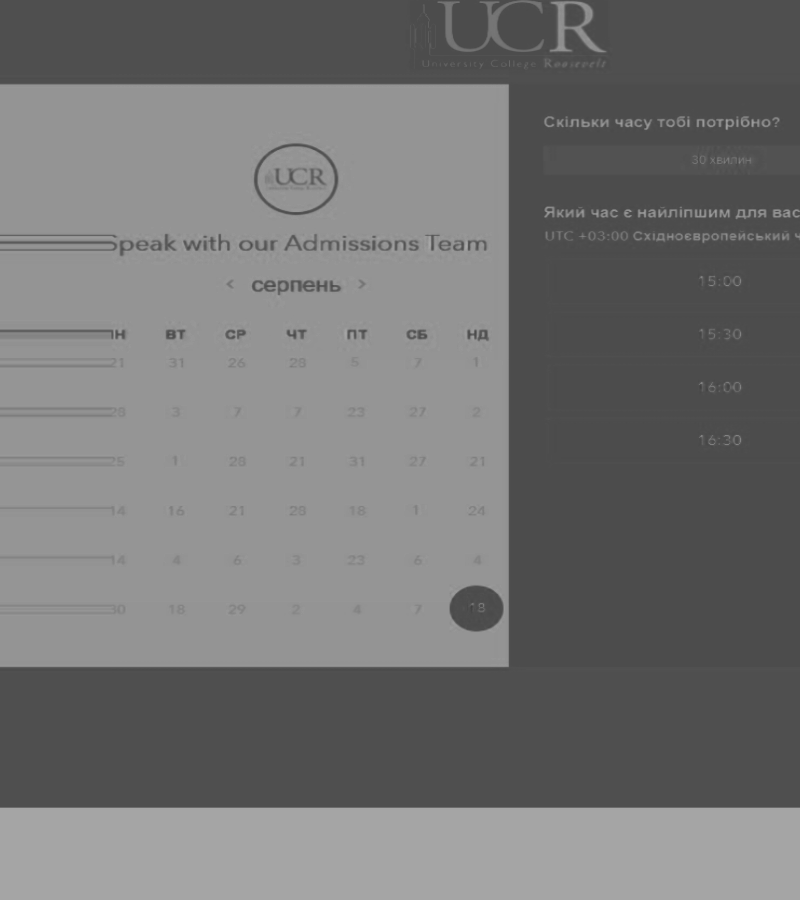 UCR
University College Roosevelt
UCR
Speak with our Admissions Team
< серпень >
ПН ВТ СР ЧТ ПТ СБ НД
21 31 26 28 5 7 1
28 3 7 7 23 27 2
25 1 28 21 31 27 21
14 16 21 28 18 1 24
14 4 6 3 23 6 4
30 18 29 2 4 7 18
Скільки часу тобі потрібно?
30 хвилин
Який час є найліпшим для вас
UTC +03:00 Східноєвропейський ч
15:00
15:30
16:00
16:30